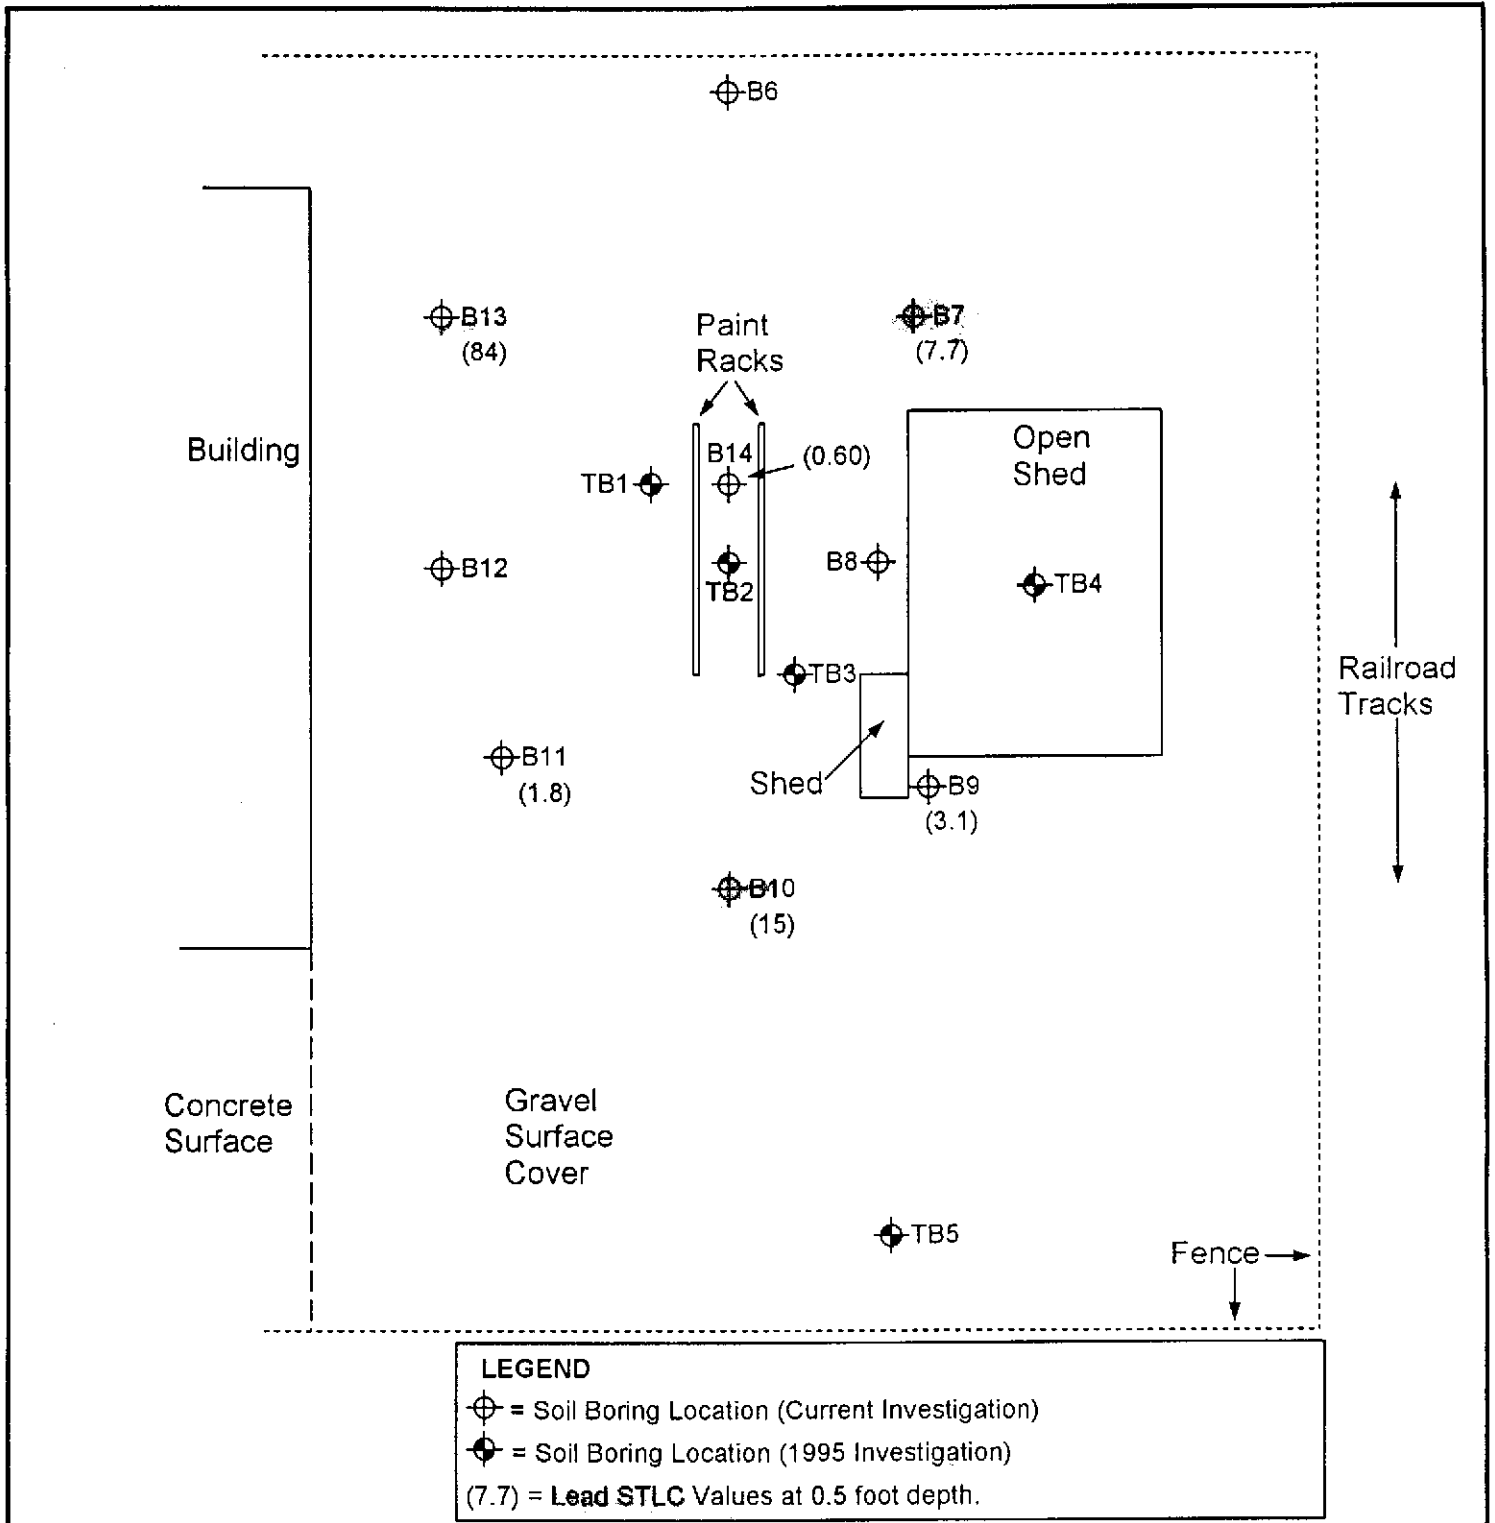 B6
B13
(84)
Paint
Racks
B7
(7.7)
Building
B14
(0.60)
Open
Shed
TB1
B12
TB2
B8
TB4
TB3
Railroad
Tracks
B11
(1.8)
Shed
B9
(3.1)
B10
(15)
Concrete
Surface
Gravel
Surface
Cover
TB5
Fence
LEGEND
= Soil Boring Location (Current Investigation)
= Soil Boring Location (1995 Investigation)
(7.7) = Lead STLC Values at 0.5 foot depth.